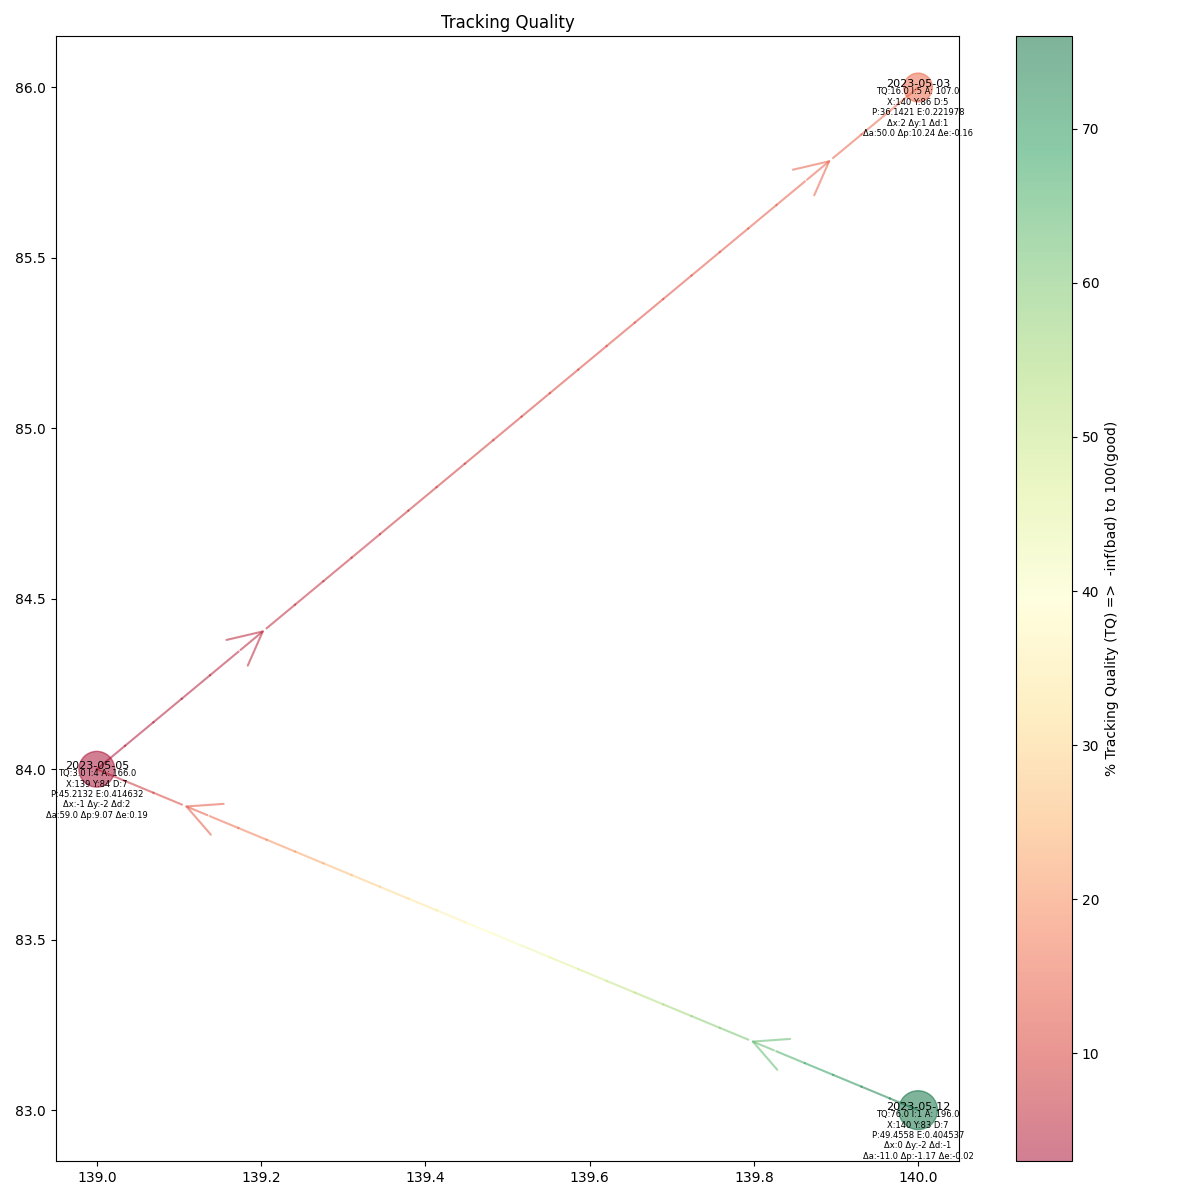 Tracking Quality
86.0
85.5
85.0
84.5
84.0
83.5
83.0
139.0
139.2
139.4
139.6
139.8
140.0
2023-05-03
TQ:16.0 I:5 A: 107.0
X:140 Y:86 D:5
P:36.1421 E:0.221978
Δx:2 Δy:1 Δd:1
Δa:50.0 Δp:10.24 Δe:-0.16
2023-05-05
TQ:3.0 I:4 A: 166.0
X:139 Y:84 D:7
P:45.2132 E:0.414632
Δx:-1 Δy:-2 Δd:2
Δa:59.0 Δp:9.07 Δe:0.19
2023-05-12
TQ:76.0 I:1 A: 196.0
X:140 Y:83 D:7
P:49.4558 E:0.404537
Δx:0 Δy:-2 Δd:-1
Δa:-11.0 Δp:-1.17 Δe:-0.02
70
60
50
40
30
20
10
% Tracking Quality (TQ) => -inf(bad) to 100(good)